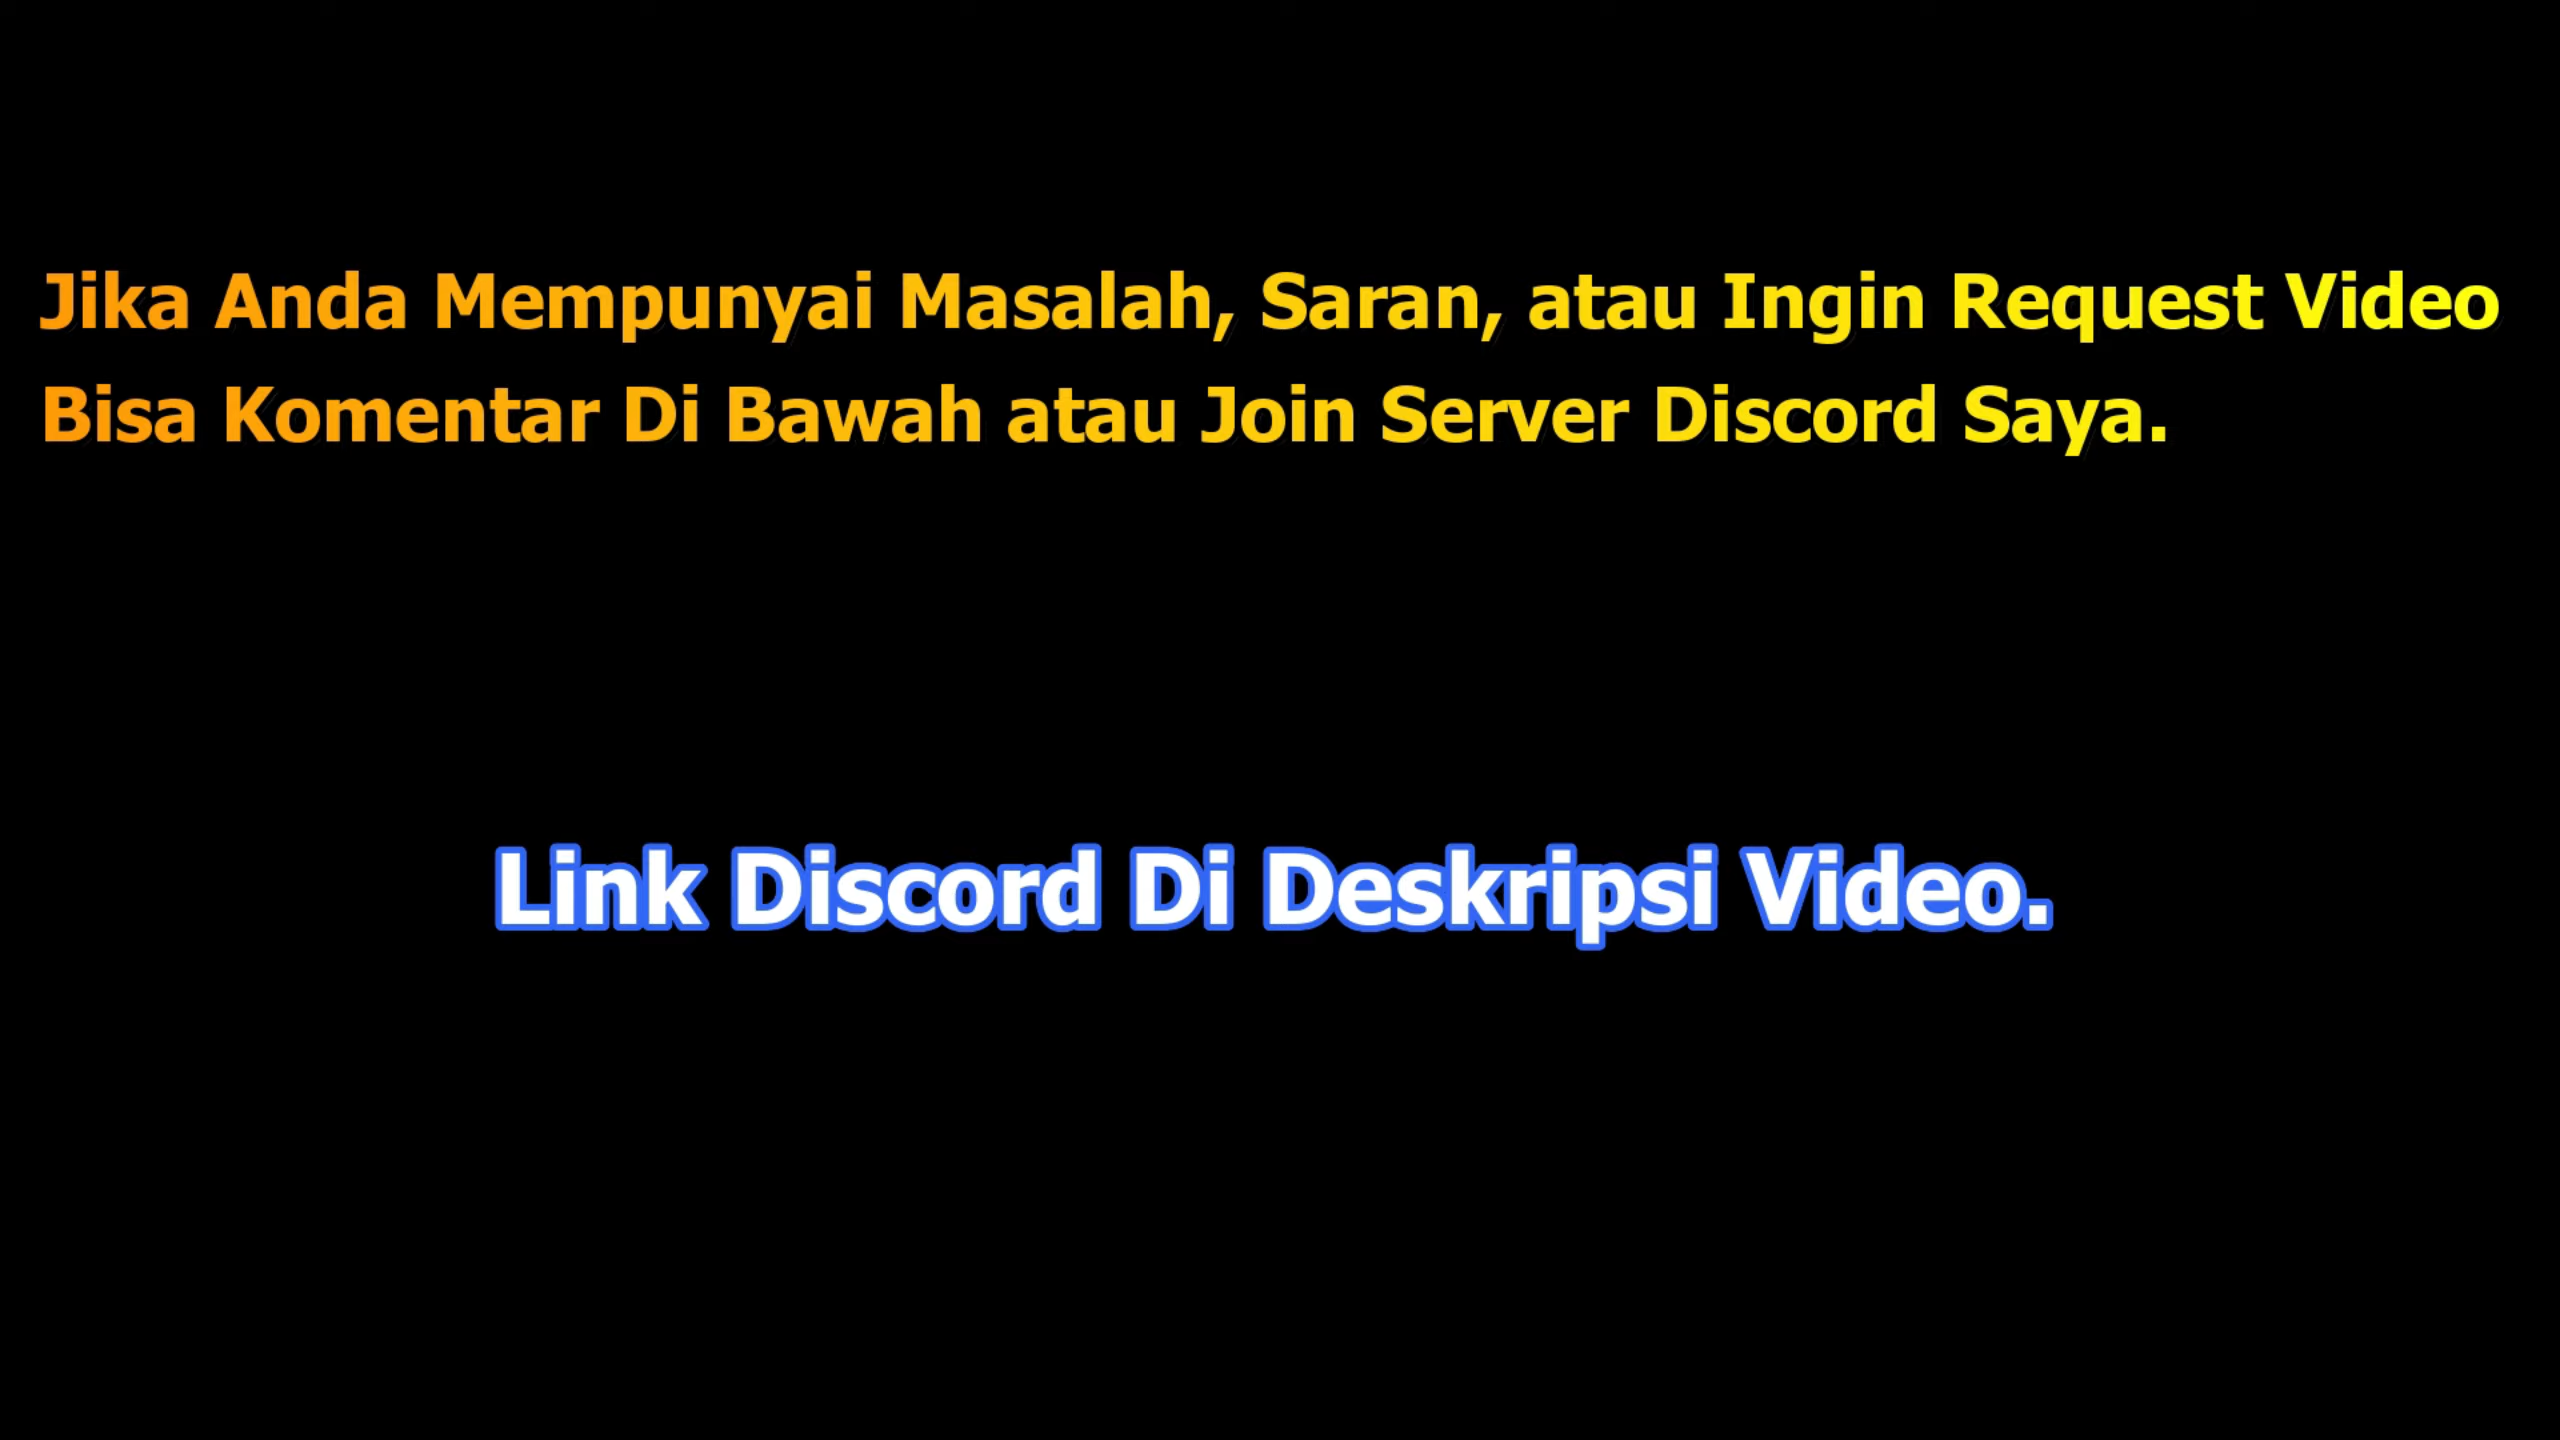 Jika Anda Mempunyai Masalah, Saran, atau Ingin Request Video
Bisa Komentar Di Bawah atau Join Server Discord Saya.
Link Discord Di Deskripsi Video.